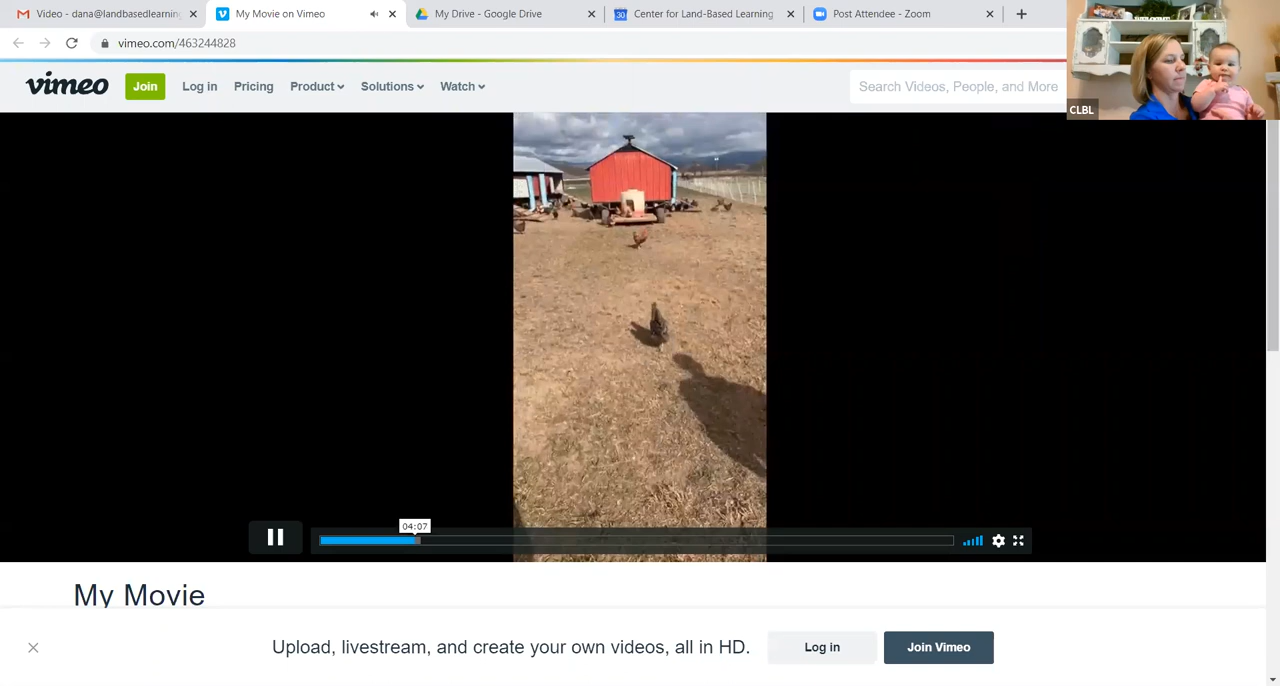 Video - dana@landbasedlearning
My Movie on Vimeo
My Drive - Google Drive
30
Center for Land-Based Learning
Post Attendee - Zoom
vimeo.com/463244828
vimeo
Join
Log in
Pricing
Product
Solutions
Watch
Search Videos, People, and More
CLBL
04:07
My Movie
Upload, livestream, and create your own videos, all in HD.
Log in
Join Vimeo